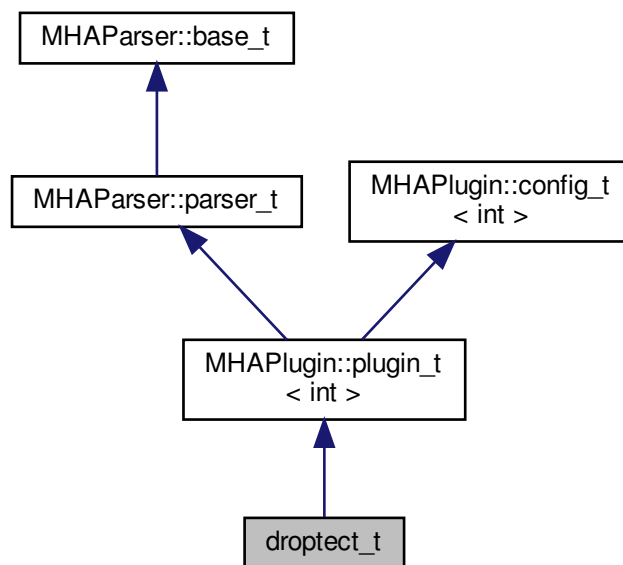 MHAParser::base_t
MHAParser::parser_t
MHAPlugin::config_t
< int >
MHAPlugin::plugin_t
< int >
droptect_t